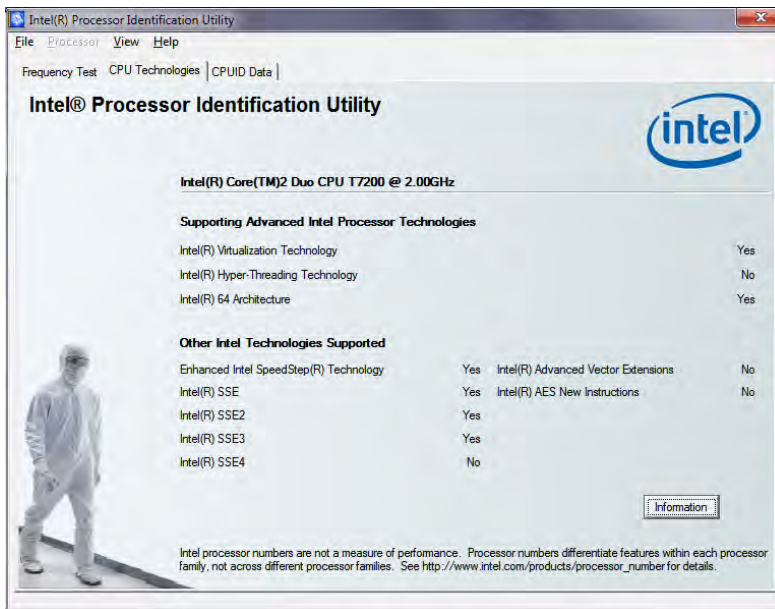 Intel(R) Processor Identification Utility
File Processor View Help
Frequency Test CPU Technologies CPUID Data
Intel® Processor Identification Utility
intel
Intel(R) Core(TM)2 Duo CPU T7200 @ 2.00GHz
Supporting Advanced Intel Processor Technologies
Intel(R) Virtualization Technology Yes
Intel(R) Hyper-Threading Technology No
Intel(R) 64 Architecture Yes
Other Intel Technologies Supported
Enhanced Intel SpeedStep(R) Technology Yes Intel(R) Advanced Vector Extensions No
Intel(R) SSE Yes Intel(R) AES New Instructions No
Intel(R) SSE2 Yes
Intel(R) SSE3 Yes
Intel(R) SSE4 No
Information
Intel processor numbers are not a measure of performance. Processor numbers differentiate features within each processor
family, not across different processor families. See http://www.intel.com/products/processor_number for details.